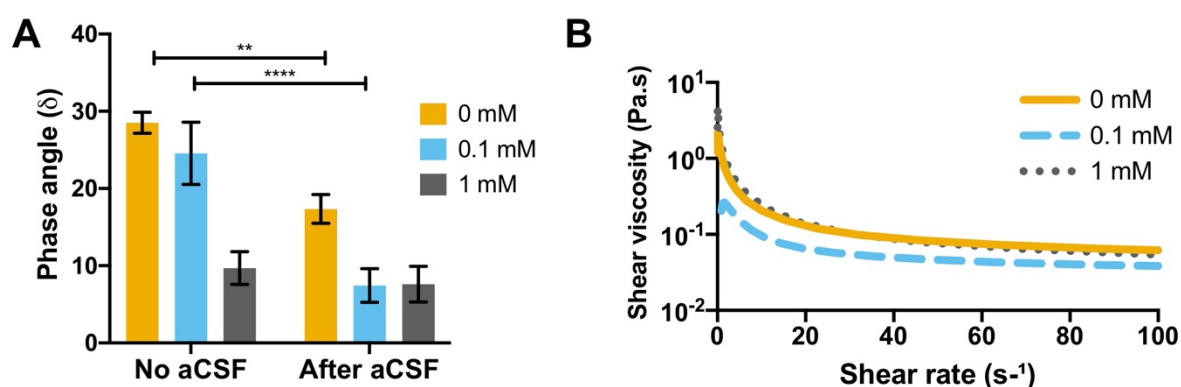 A
Phase angle (δ)
40
30
20
10
0
**
****
0 mM
0.1 mM
1 mM
No aCSF
After aCSF
B
Shear viscosity (Pa.s)
10¹
10⁰
10⁻¹
10⁻²
0 mM
0.1 mM
1 mM
0 20 40 60 80 100
Shear rate (s-¹)